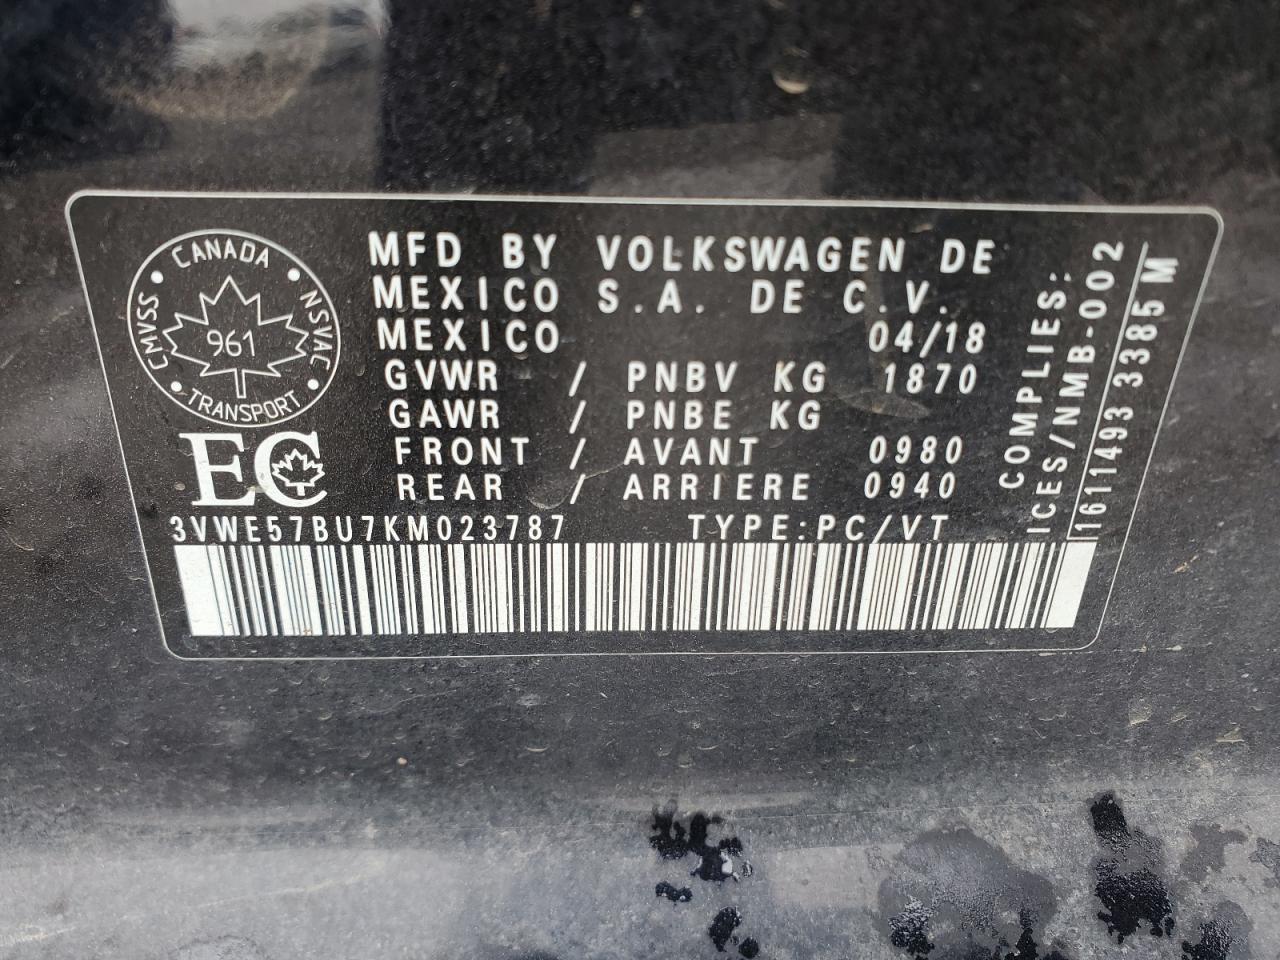 CANADA
CMVSS
NSVAC
961
TRANSPORT
EC
MFD BY VOLKSWAGEN DE
MEXICO S.A. DE C.V.
MEXICO 04/18
GVWR / PNBV KG 1870
GAWR / PNBE KG
FRONT / AVANT 0980
REAR / ARRIERE 0940
3VWE57BU7KM023787 TYPE:PC/VT
COMPLIES:
ICES/NMB-002
16111493 3385 M